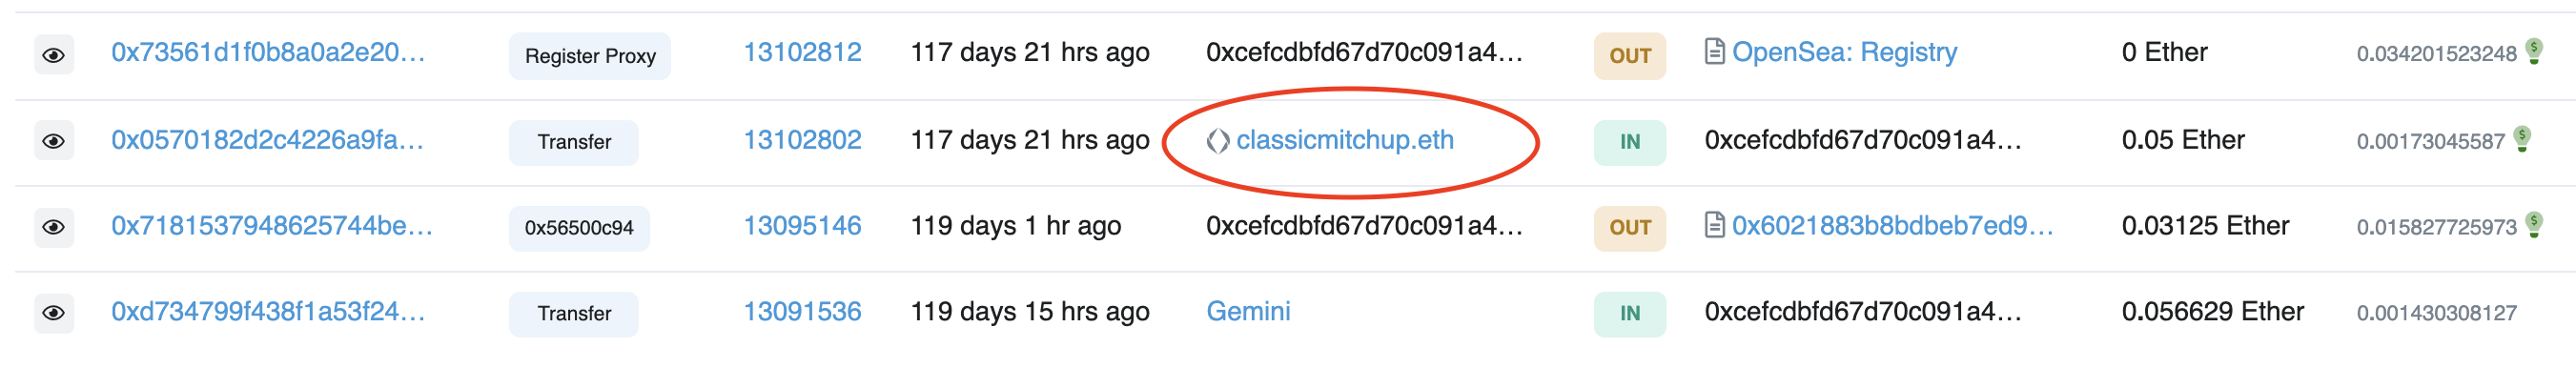 0x73561d1f0b8a0a2e20... Register Proxy 13102812 117 days 21 hrs ago 0xcefcdbfd67d70c091a4... OUT OpenSea: Registry 0 Ether 0.034201523248
0x0570182d2c4226a9fa... Transfer 13102802 117 days 21 hrs ago classicmitchup.eth IN 0xcefcdbfd67d70c091a4... 0.05 Ether 0.00173045587
0x7181537948625744be... 0x56500c94 13095146 119 days 1 hr ago 0xcefcdbfd67d70c091a4... OUT 0x6021883b8bdbeb7ed9... 0.03125 Ether 0.015827725973
0xd734799f438f1a53f24... Transfer 13091536 119 days 15 hrs ago Gemini IN 0xcefcdbfd67d70c091a4... 0.056629 Ether 0.001430308127